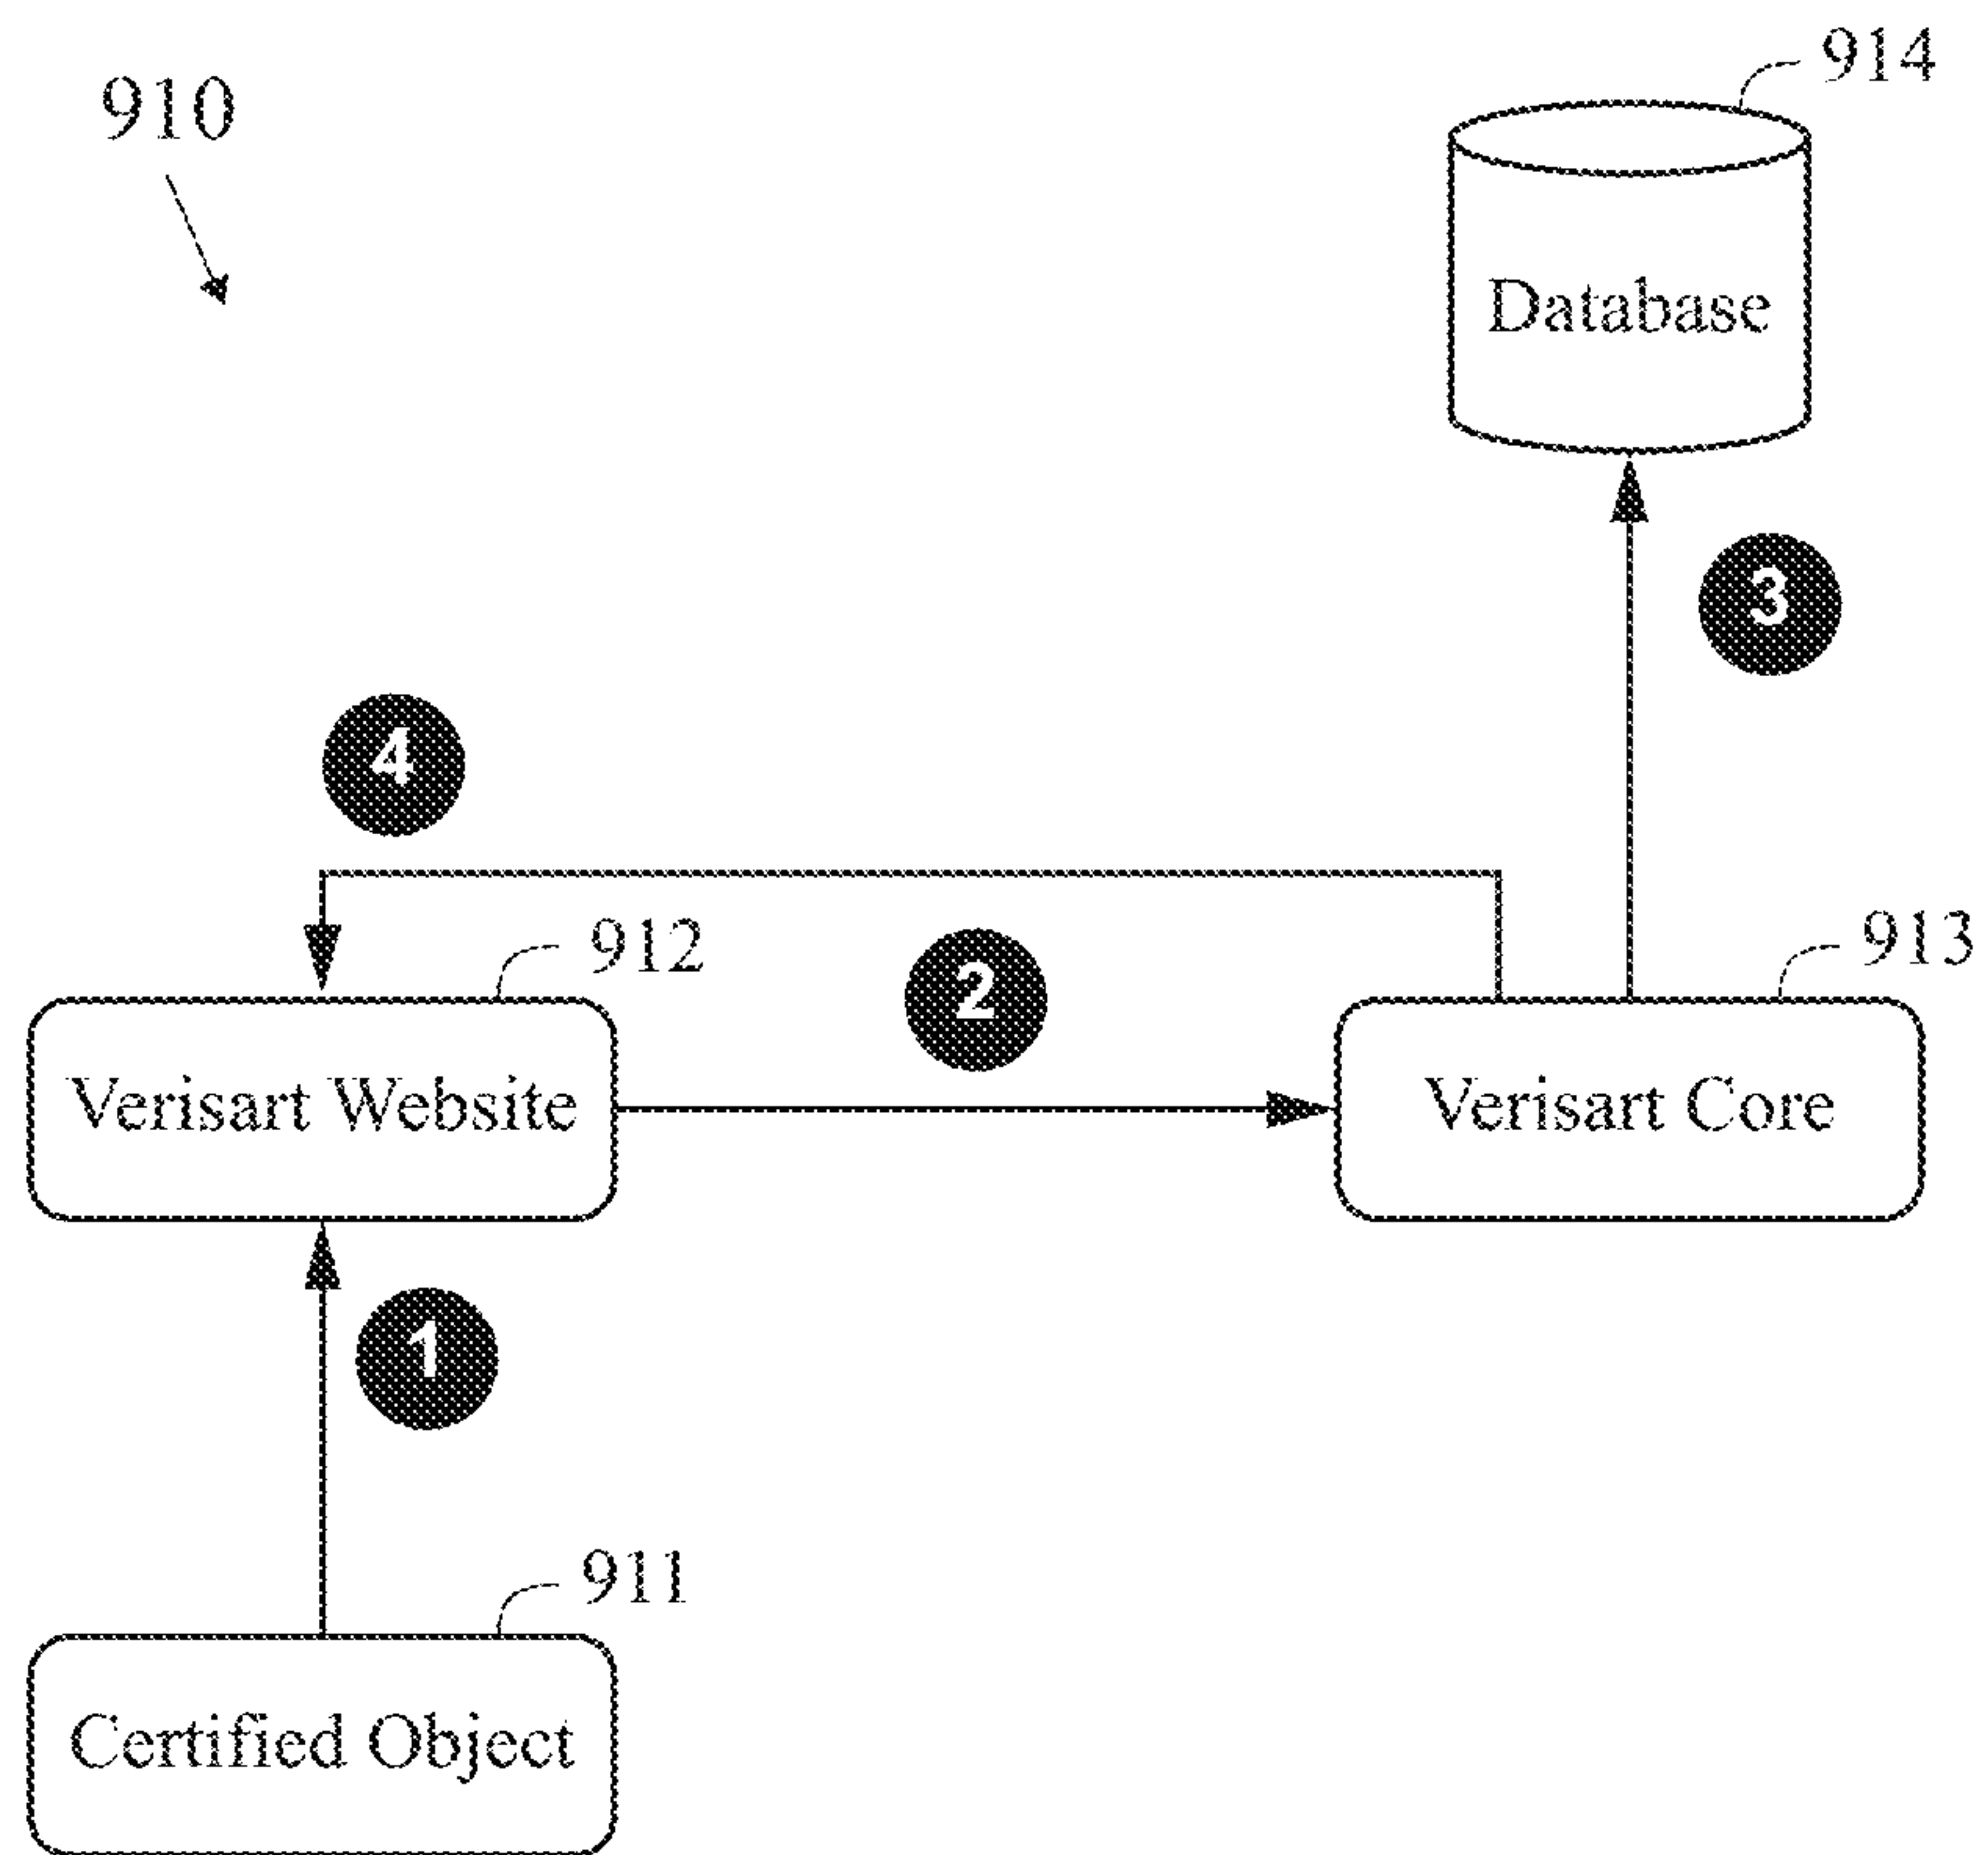 914
910
Database
3
4
912
913
2
Verisart Website
Verisart Core
1
911
Certified Object